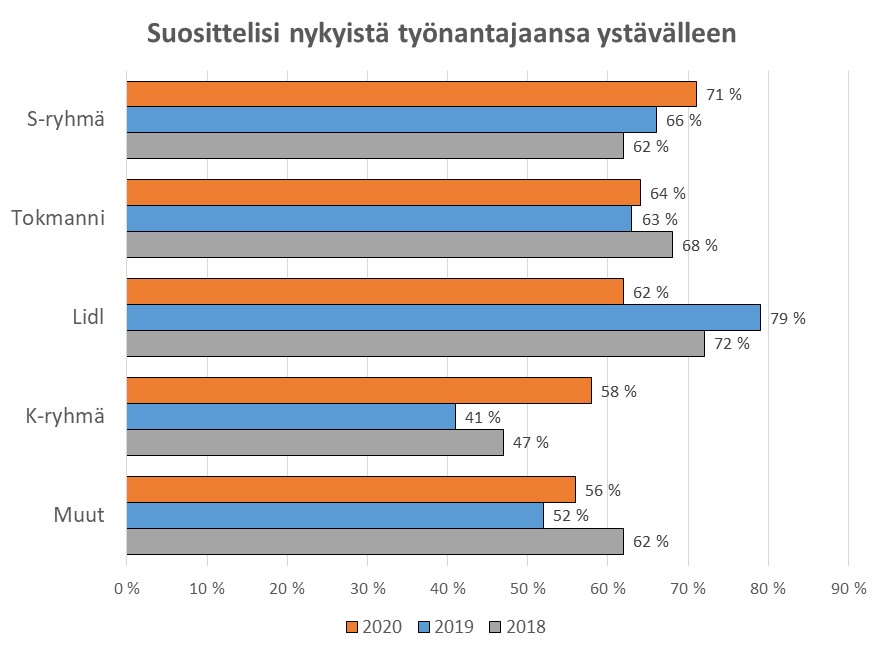 Suosittelisi nykyistä työnantajaansa ystävälleen
S-ryhmä
71 %
66 %
62 %
Tokmanni
64 %
63 %
68 %
Lidl
62 %
79 %
72 %
K-ryhmä
58 %
41 %
47 %
Muut
56 %
52 %
62 %
0 % 10 % 20 % 30 % 40 % 50 % 60 % 70 % 80 % 90 %
2020 2019 2018